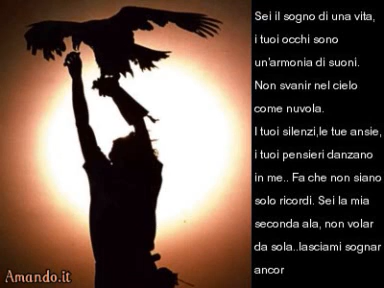 Sei il sogno di una vita,
i tuoi occhi sono
un'armonia di suoni.
Non svanir nel cielo
come nuvola.
I tuoi silenzi,le tue ansie,
i tuoi pensieri danzano
in me.. Fa che non siano
solo ricordi. Sei la mia
seconda ala, non volar
da sola..lasciami sognar
ancor
Amando.it